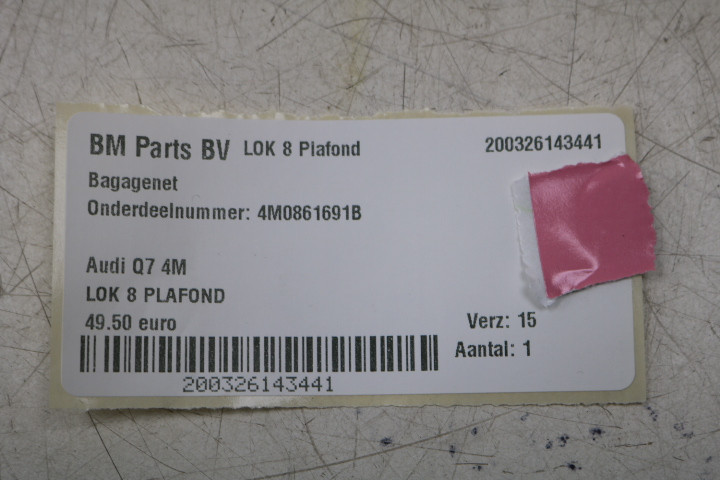 BM Parts BV LOK 8 Plafond 200326143441
Bagagenet
Onderdeelnummer: 4M0861691B
Audi Q7 4M
LOK 8 PLAFOND
49.50 euro Verz: 15
Aantal: 1
200326143441